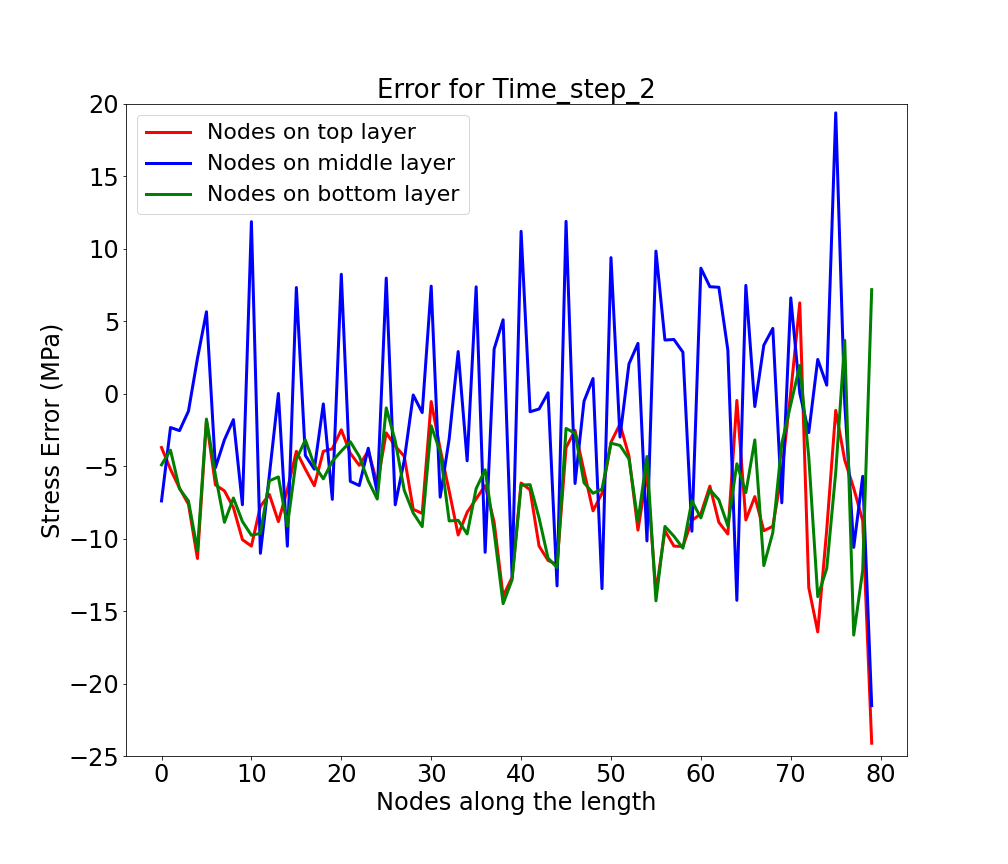 Error for Time_step_2
Nodes on top layer
Nodes on middle layer
Nodes on bottom layer
Stress Error (MPa)
20
15
10
5
0
−5
−10
−15
−20
−25
0 10 20 30 40 50 60 70 80
Nodes along the length